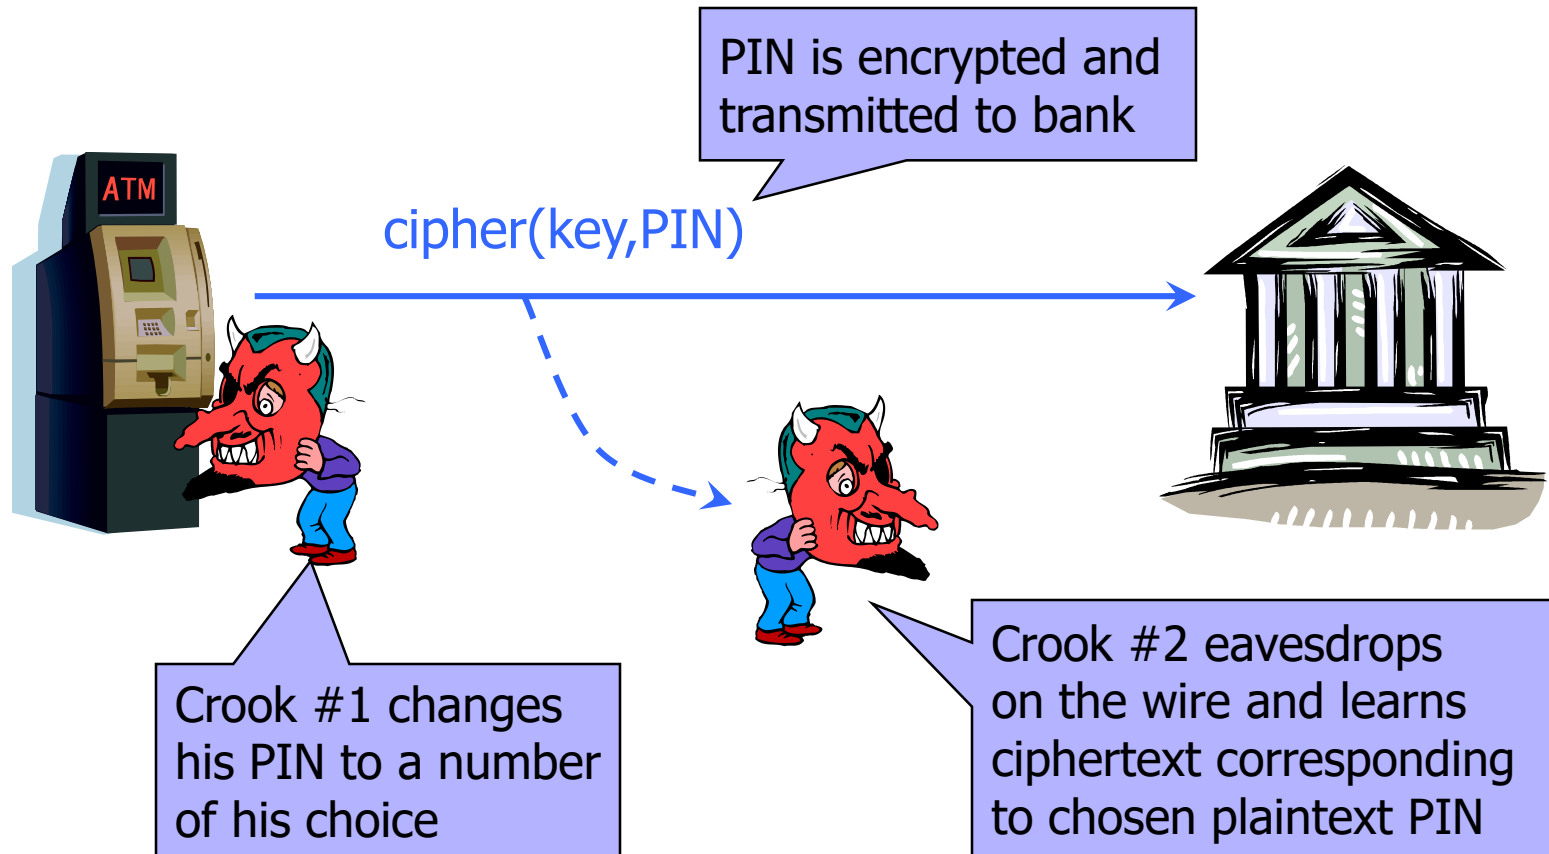 PIN is encrypted and
transmitted to bank
ATM
cipher(key,PIN)
Crook #1 changes
his PIN to a number
of his choice
Crook #2 eavesdrops
on the wire and learns
ciphertext corresponding
to chosen plaintext PIN